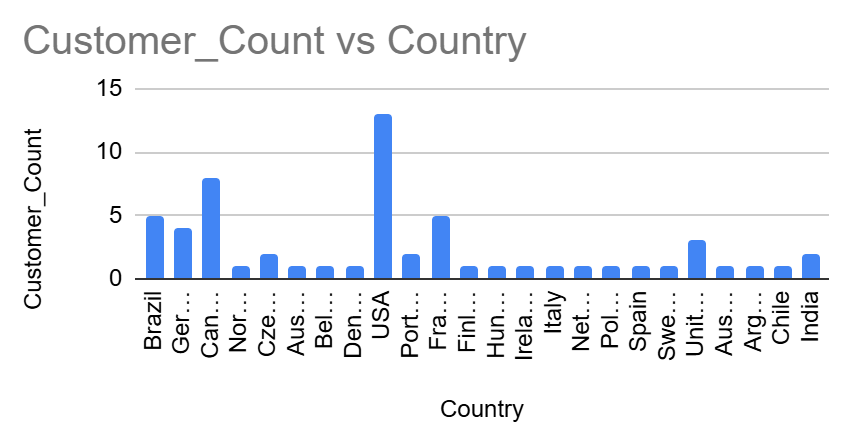 Customer_Count vs Country
15
10
5
0
Customer_Count
Brazil
Ger…
Can…
Nor…
Cze…
Aus…
Bel…
Den…
USA
Port…
Fra…
Finl…
Hun…
Irela…
Italy
Net…
Pol…
Spain
Swe…
Unit…
Aus…
Arg…
Chile
India
Country